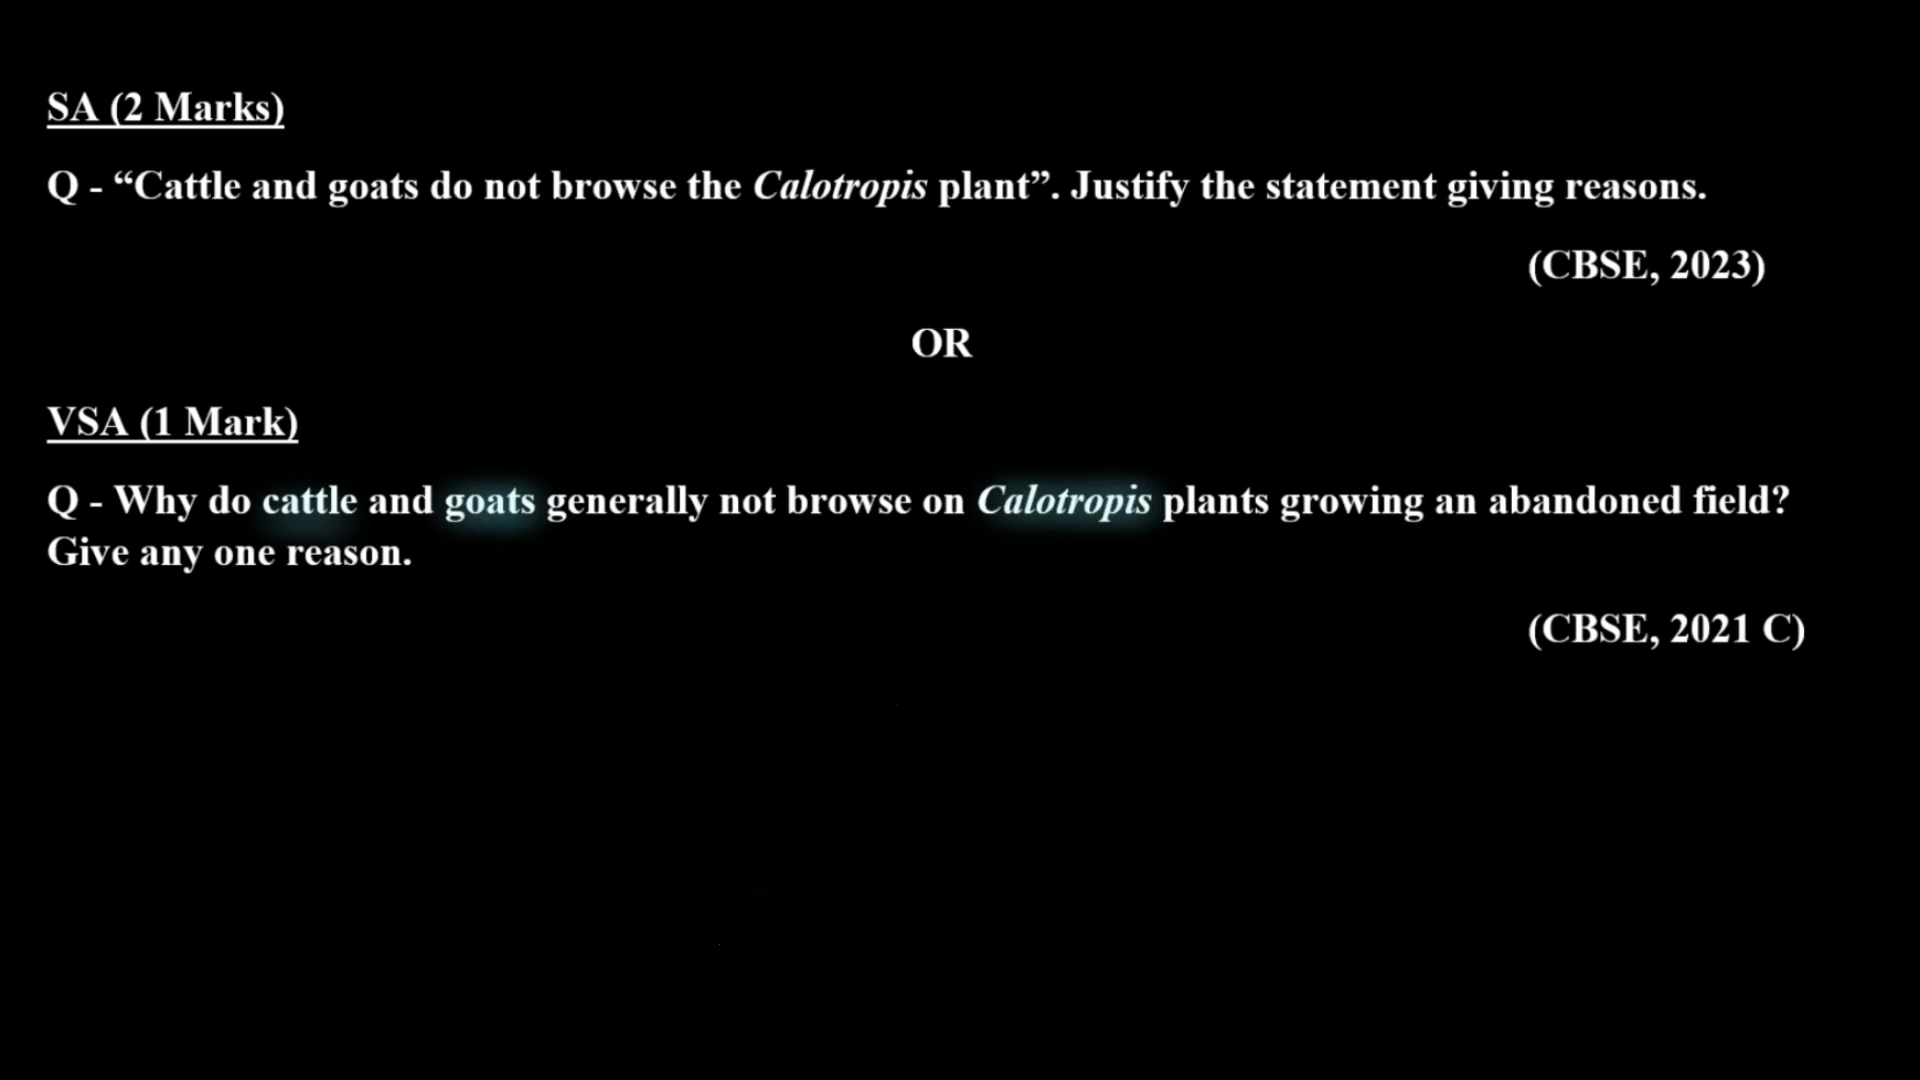 SA (2 Marks)
Q - “Cattle and goats do not browse the Calotropis plant”. Justify the statement giving reasons.
(CBSE, 2023)
OR
VSA (1 Mark)
Q - Why do cattle and goats generally not browse on Calotropis plants growing an abandoned field?
Give any one reason.
(CBSE, 2021 C)